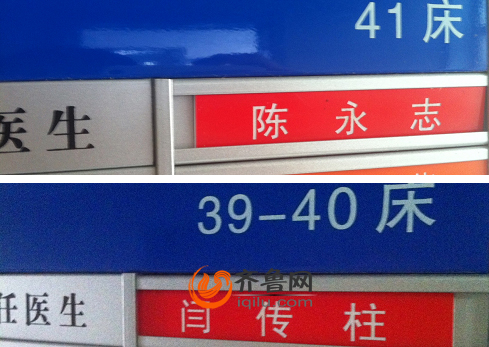 41床
医生 陈永志
39-40床
齐鲁网
iqilu.com
任医生 闫传柱